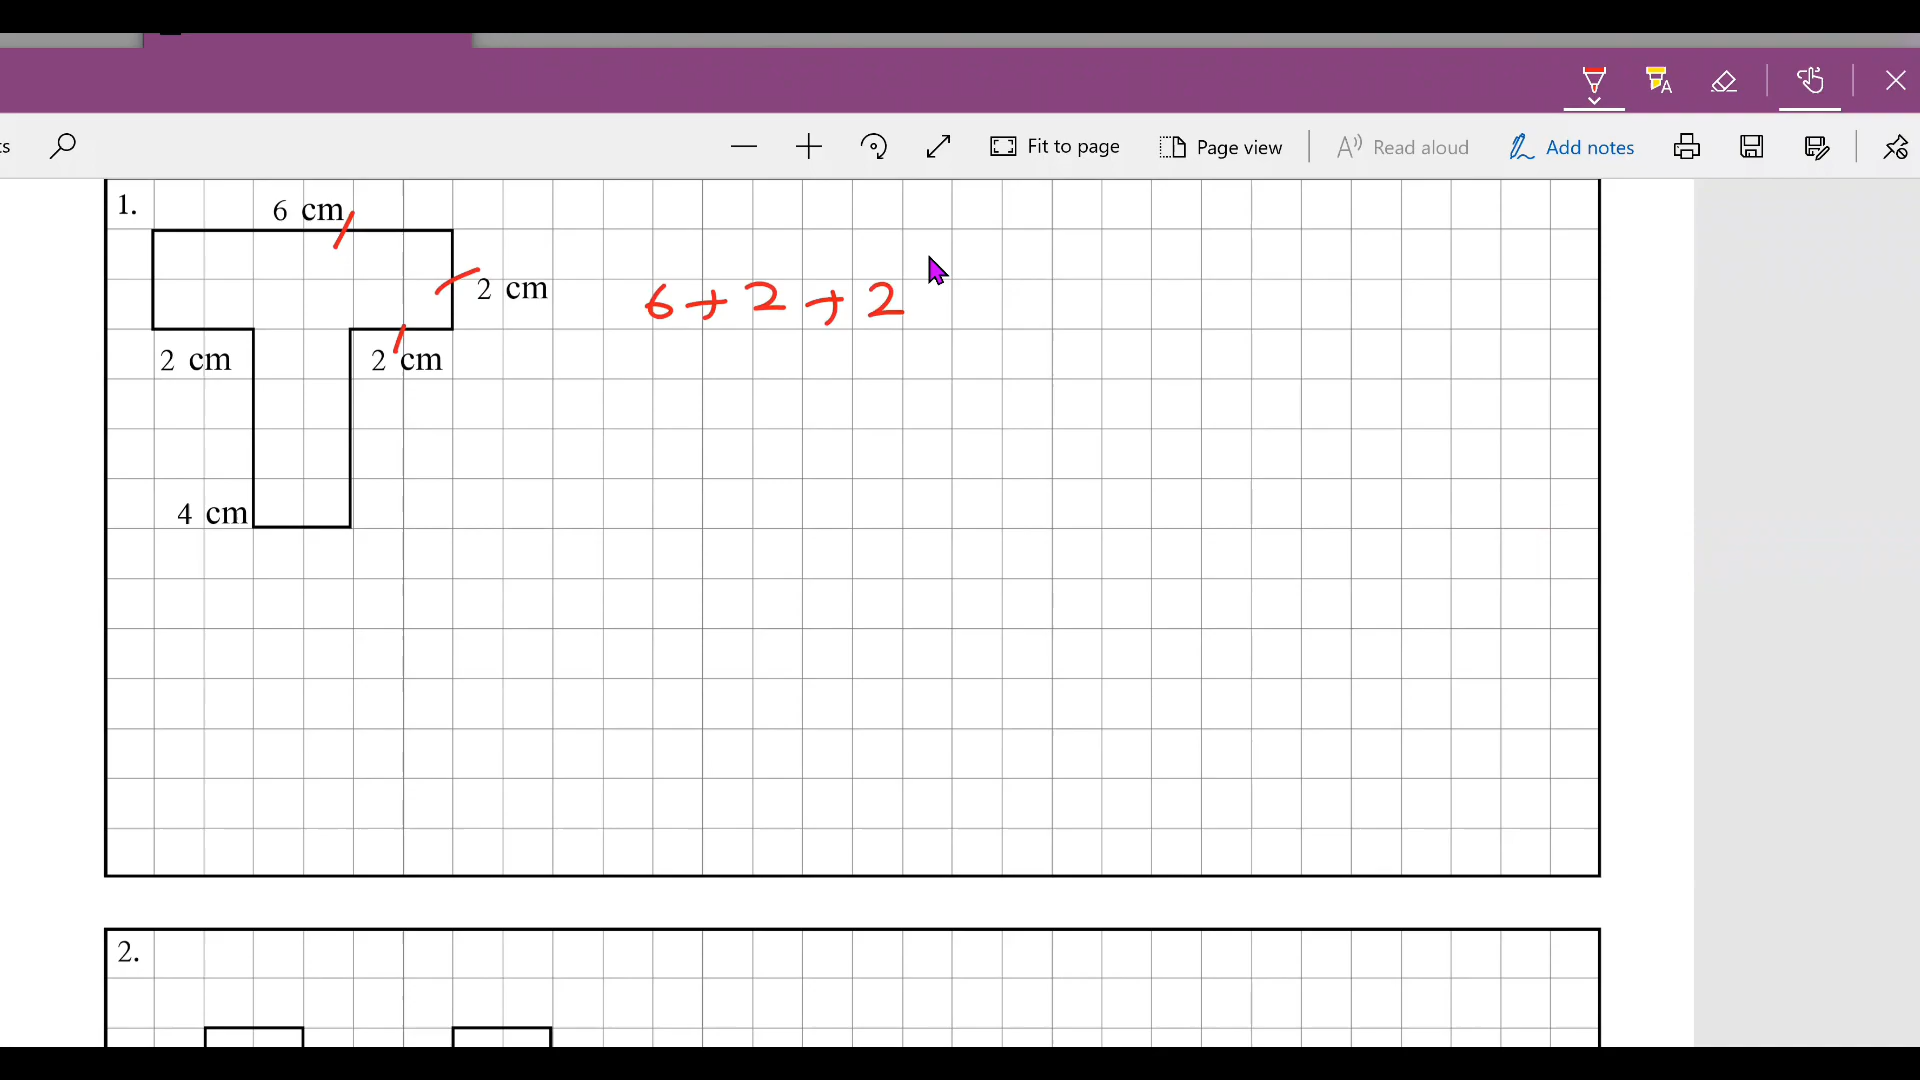 ts
Fit to page
Page view
Read aloud
Add notes
1.
6 cm
2 cm
6 + 2 + 2
2 cm
2 cm
4 cm
2.